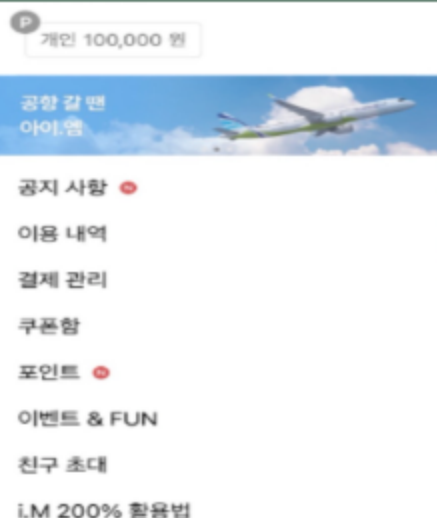 P
개인 100,000 원
공항 갈 땐
아이.엠
공지 사항 N
이용 내역
결제 관리
쿠폰함
포인트 N
이벤트 & FUN
친구 초대
i.M 200% 활용법